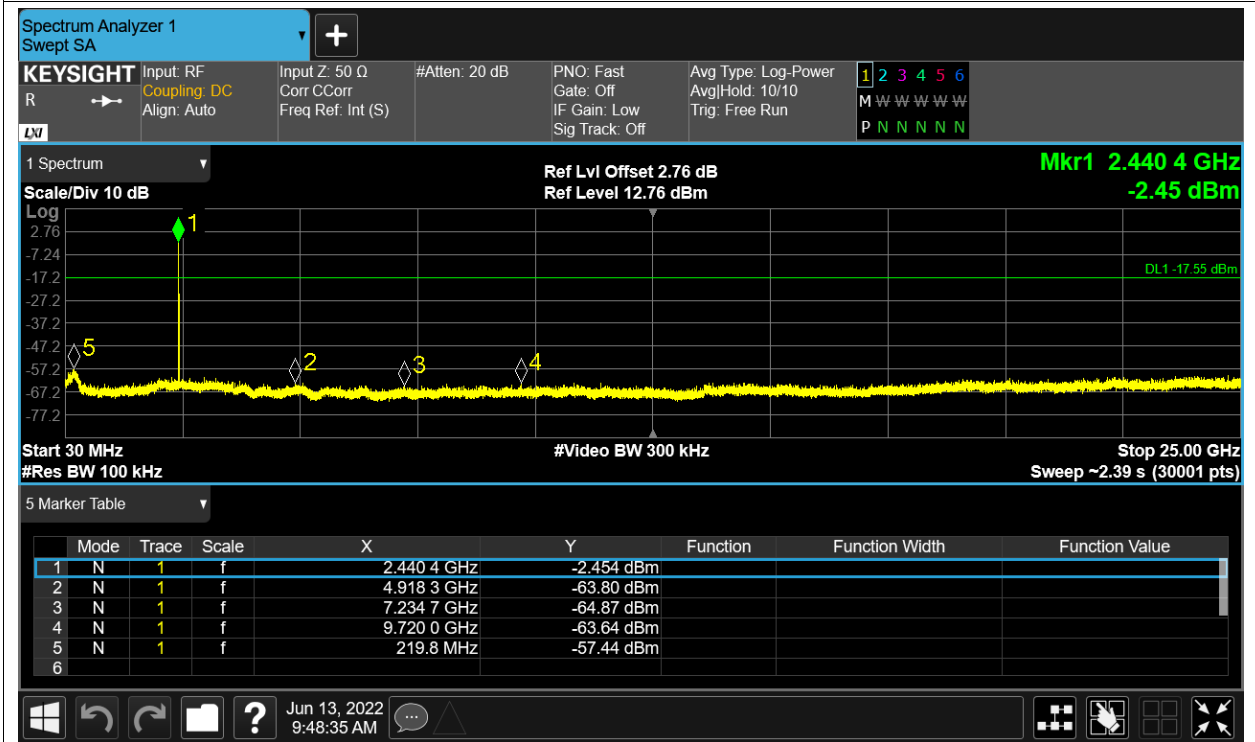 Spectrum Analyzer 1
Swept SA
+
KEYSIGHT
R
LXI
Input: RF
Coupling: DC
Align: Auto
Input Z: 50 Ω
Corr CCorr
Freq Ref: Int (S)
#Atten: 20 dB
PNO: Fast
Gate: Off
IF Gain: Low
Sig Track: Off
Avg Type: Log-Power
Avg|Hold: 10/10
Trig: Free Run
1 2 3 4 5 6
M W W W W W
P N N N N N
1 Spectrum
Scale/Div 10 dB
Ref Lvl Offset 2.76 dB
Ref Level 12.76 dBm
Mkr1 2.440 4 GHz
-2.45 dBm
Log
2.76
-7.24
-17.2
-27.2
-37.2
-47.2
-57.2
-67.2
-77.2
1
DL1 -17.55 dBm
5
2
3
4
Start 30 MHz
#Video BW 300 kHz
Stop 25.00 GHz
#Res BW 100 kHz
Sweep ~2.39 s (30001 pts)
5 Marker Table
Mode Trace Scale X Y Function Function Width Function Value
1 N 1 f 2.440 4 GHz -2.454 dBm
2 N 1 f 4.918 3 GHz -63.80 dBm
3 N 1 f 7.234 7 GHz -64.87 dBm
4 N 1 f 9.720 0 GHz -63.64 dBm
5 N 1 f 219.8 MHz -57.44 dBm
6
?
Jun 13, 2022
9:48:35 AM